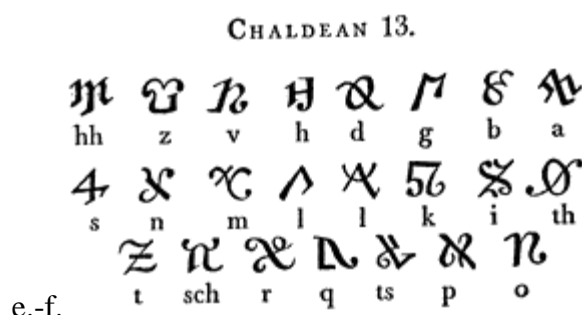 CHALDEAN 13.
hh z v h d g b a
s n m l l k i th
t sch r q ts p o
e.-f.